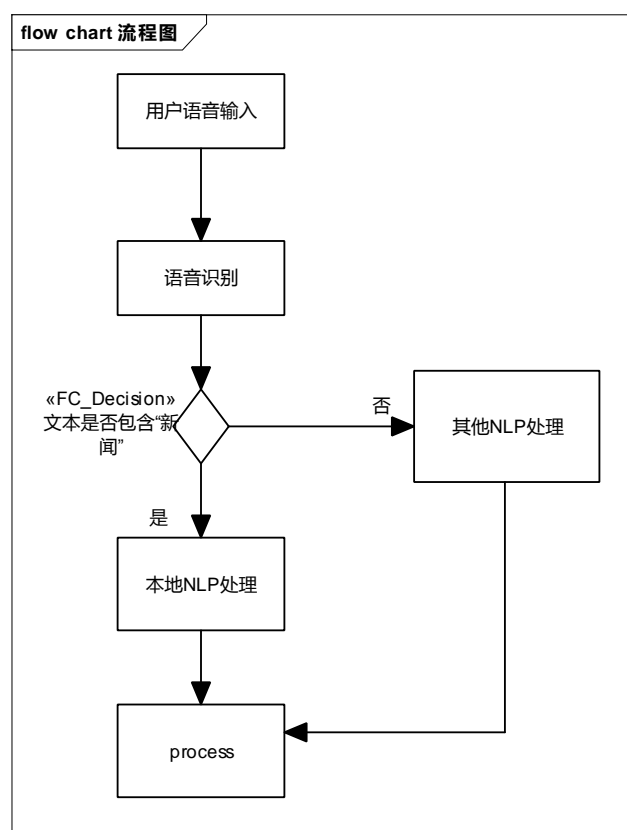 flow chart 流程图
用户语音输入
语音识别
«FC_Decision»
文本是否包含“新
闻”
否
其他NLP处理
是
本地NLP处理
process